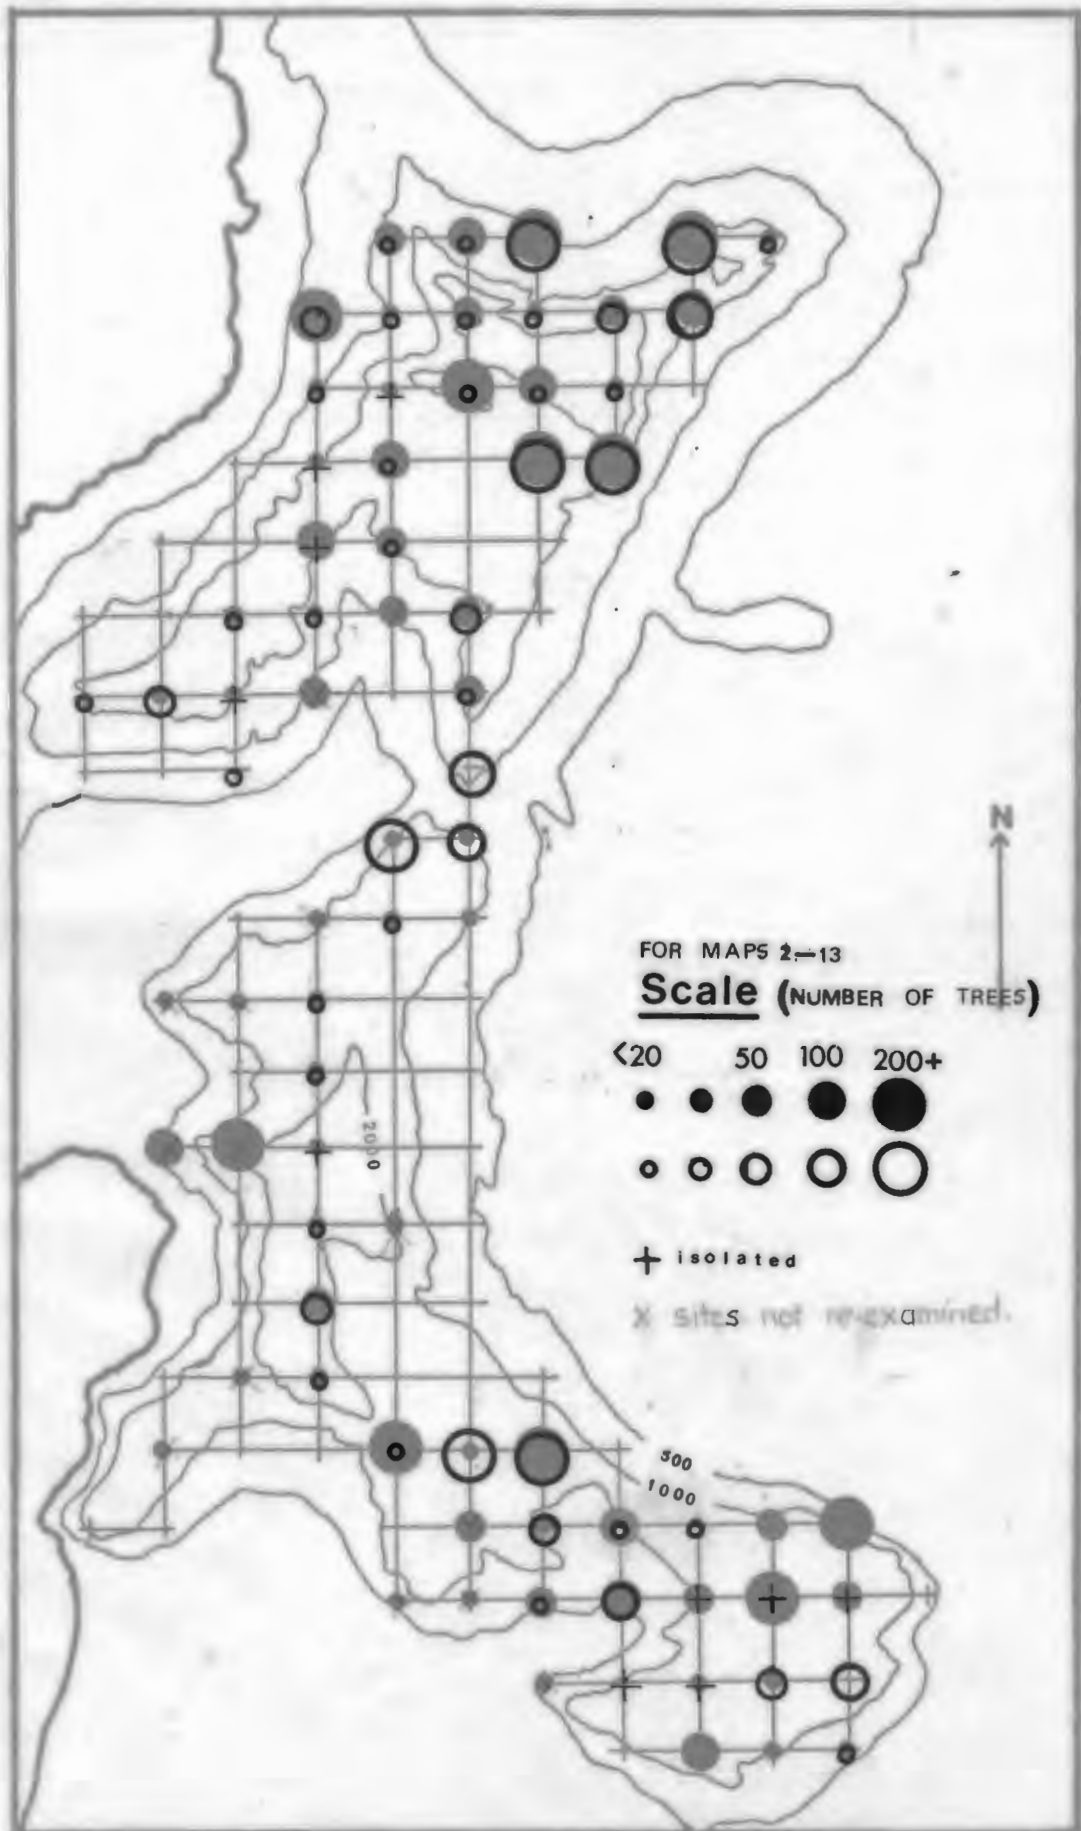 N
FOR MAPS 2–13
Scale (NUMBER OF TREES)
<20 50 100 200+
+ isolated
X sites not re-examined.
2000
500
1000